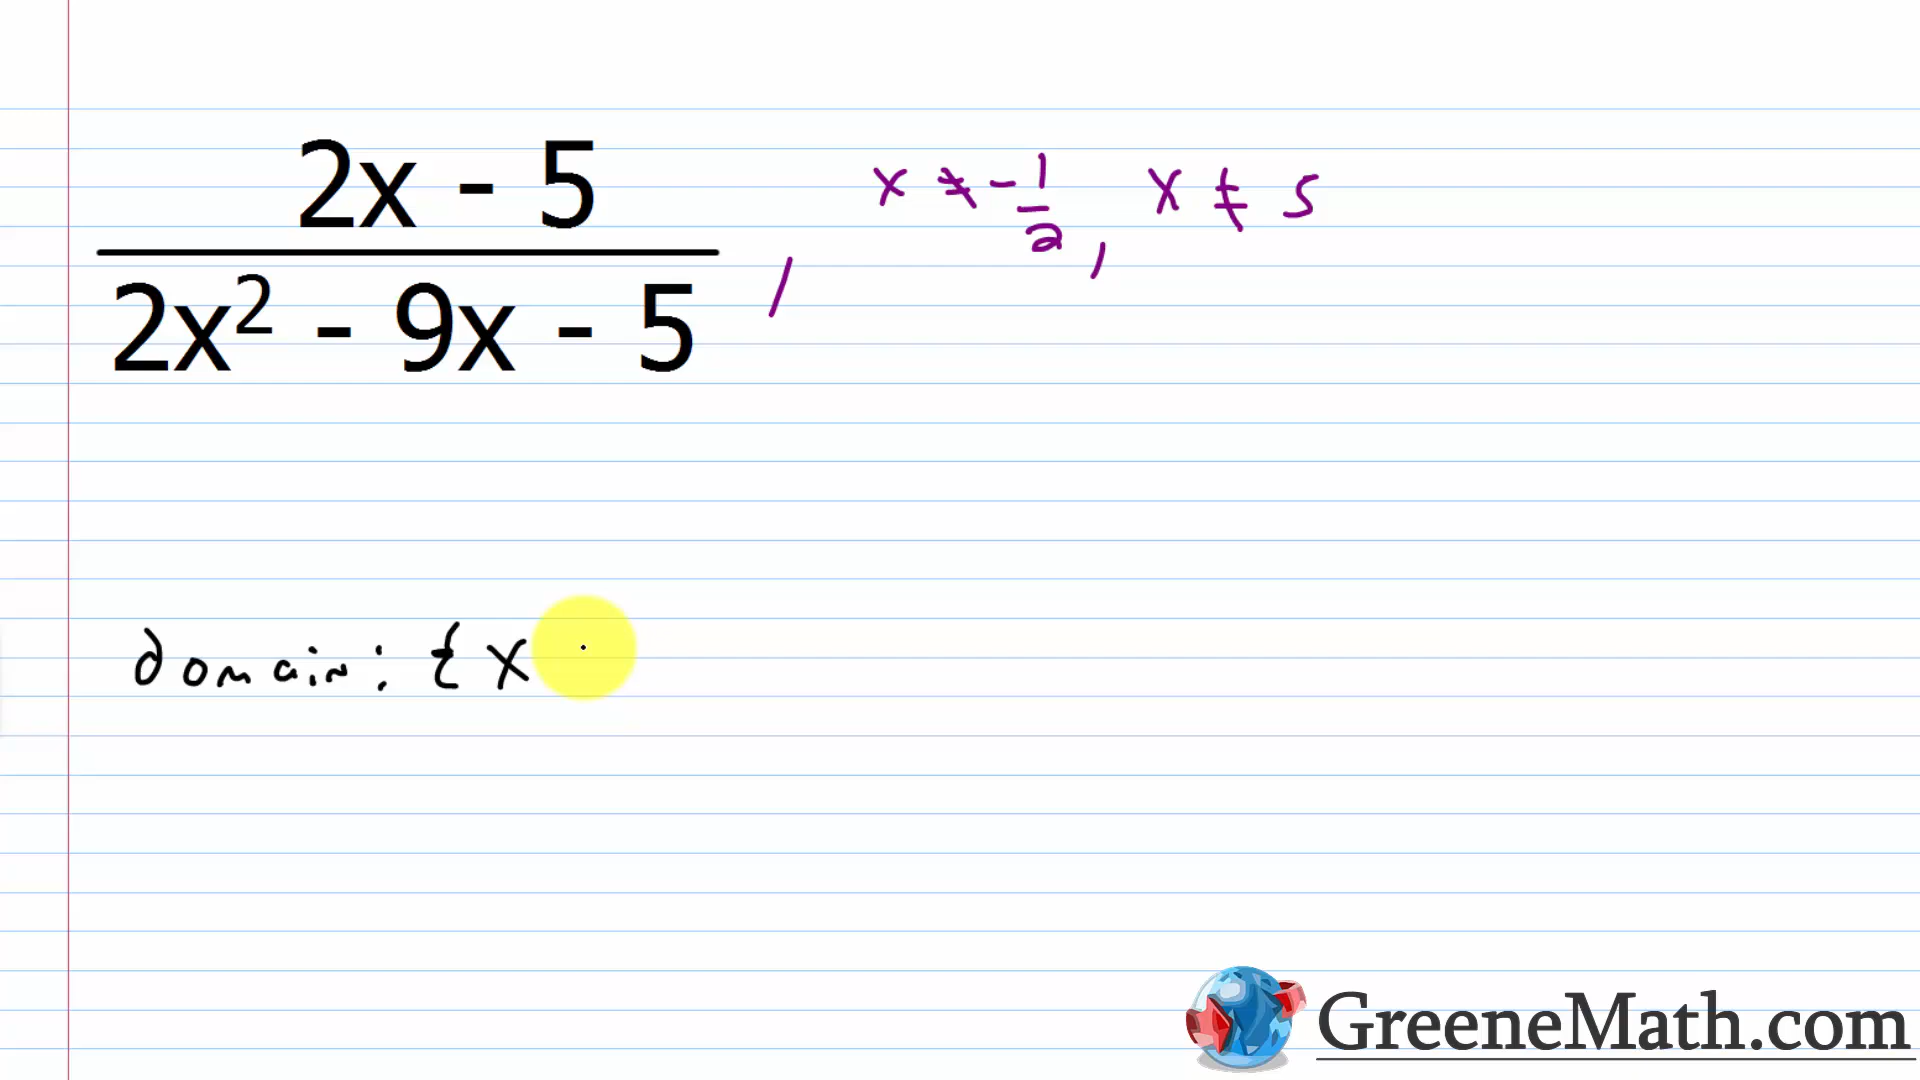 2x - 5
2x² - 9x - 5 , x ≠ -1/2 , x ≠ 5
domain: { x
GreeneMath.com